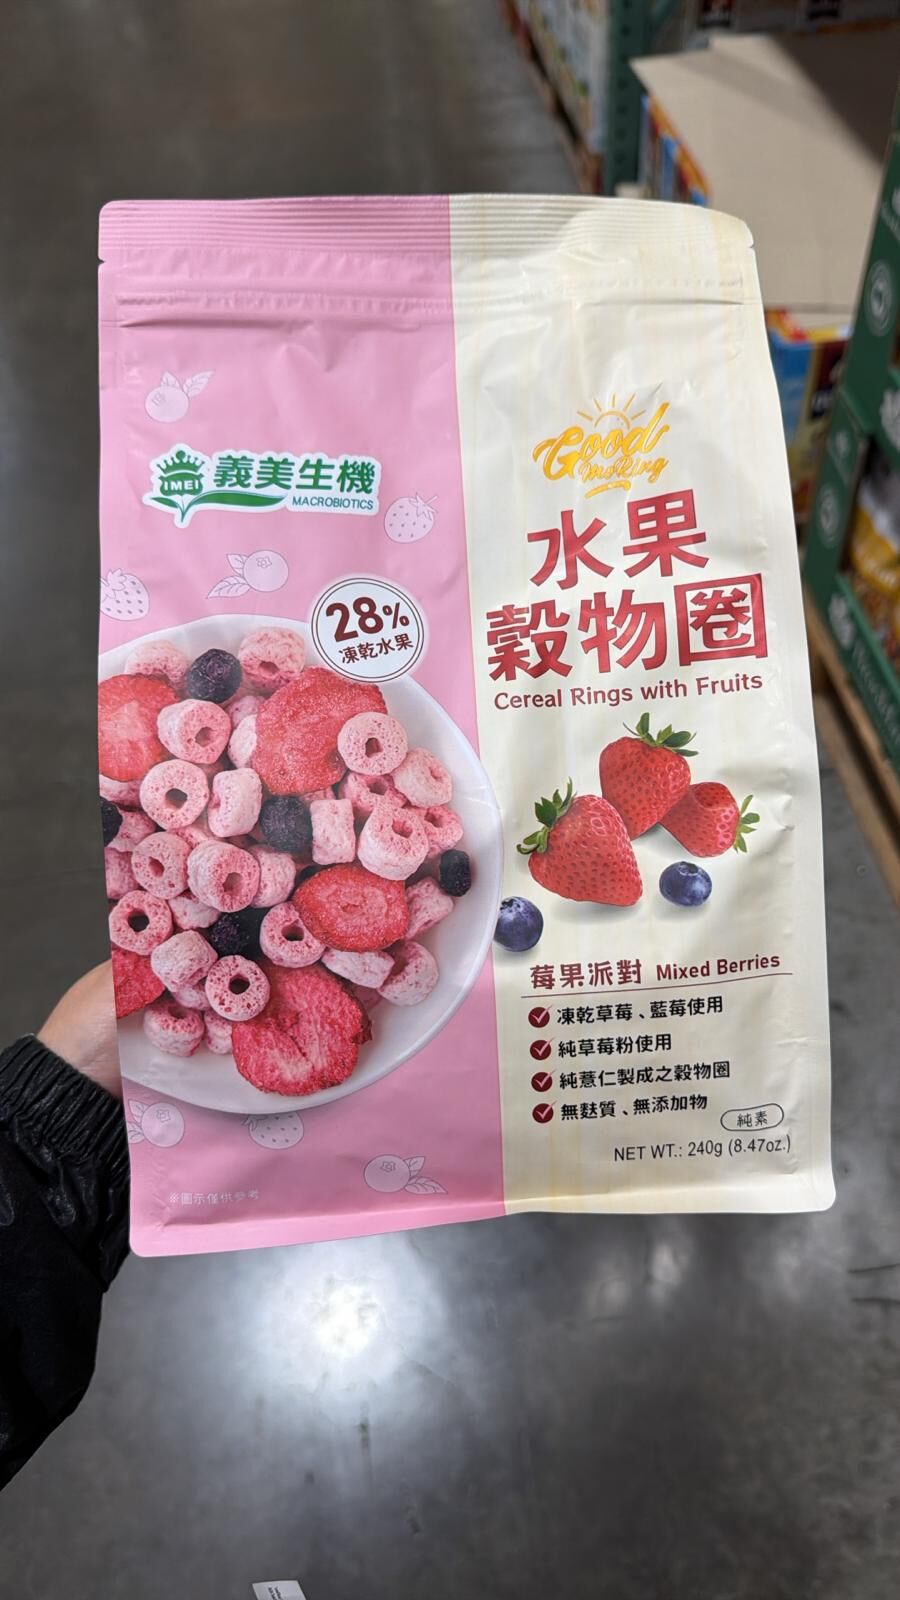 IMEI
義美生機
MACROBIOTICS
28%
凍乾水果
Good
MoRing
水果
穀物圈
Cereal Rings with Fruits
莓果派對 Mixed Berries
凍乾草莓、藍莓使用
純草莓粉使用
純薏仁製成之穀物圈
無麩質、無添加物
純素
NET WT.: 240g (8.47oz.)
※圖示僅供參考